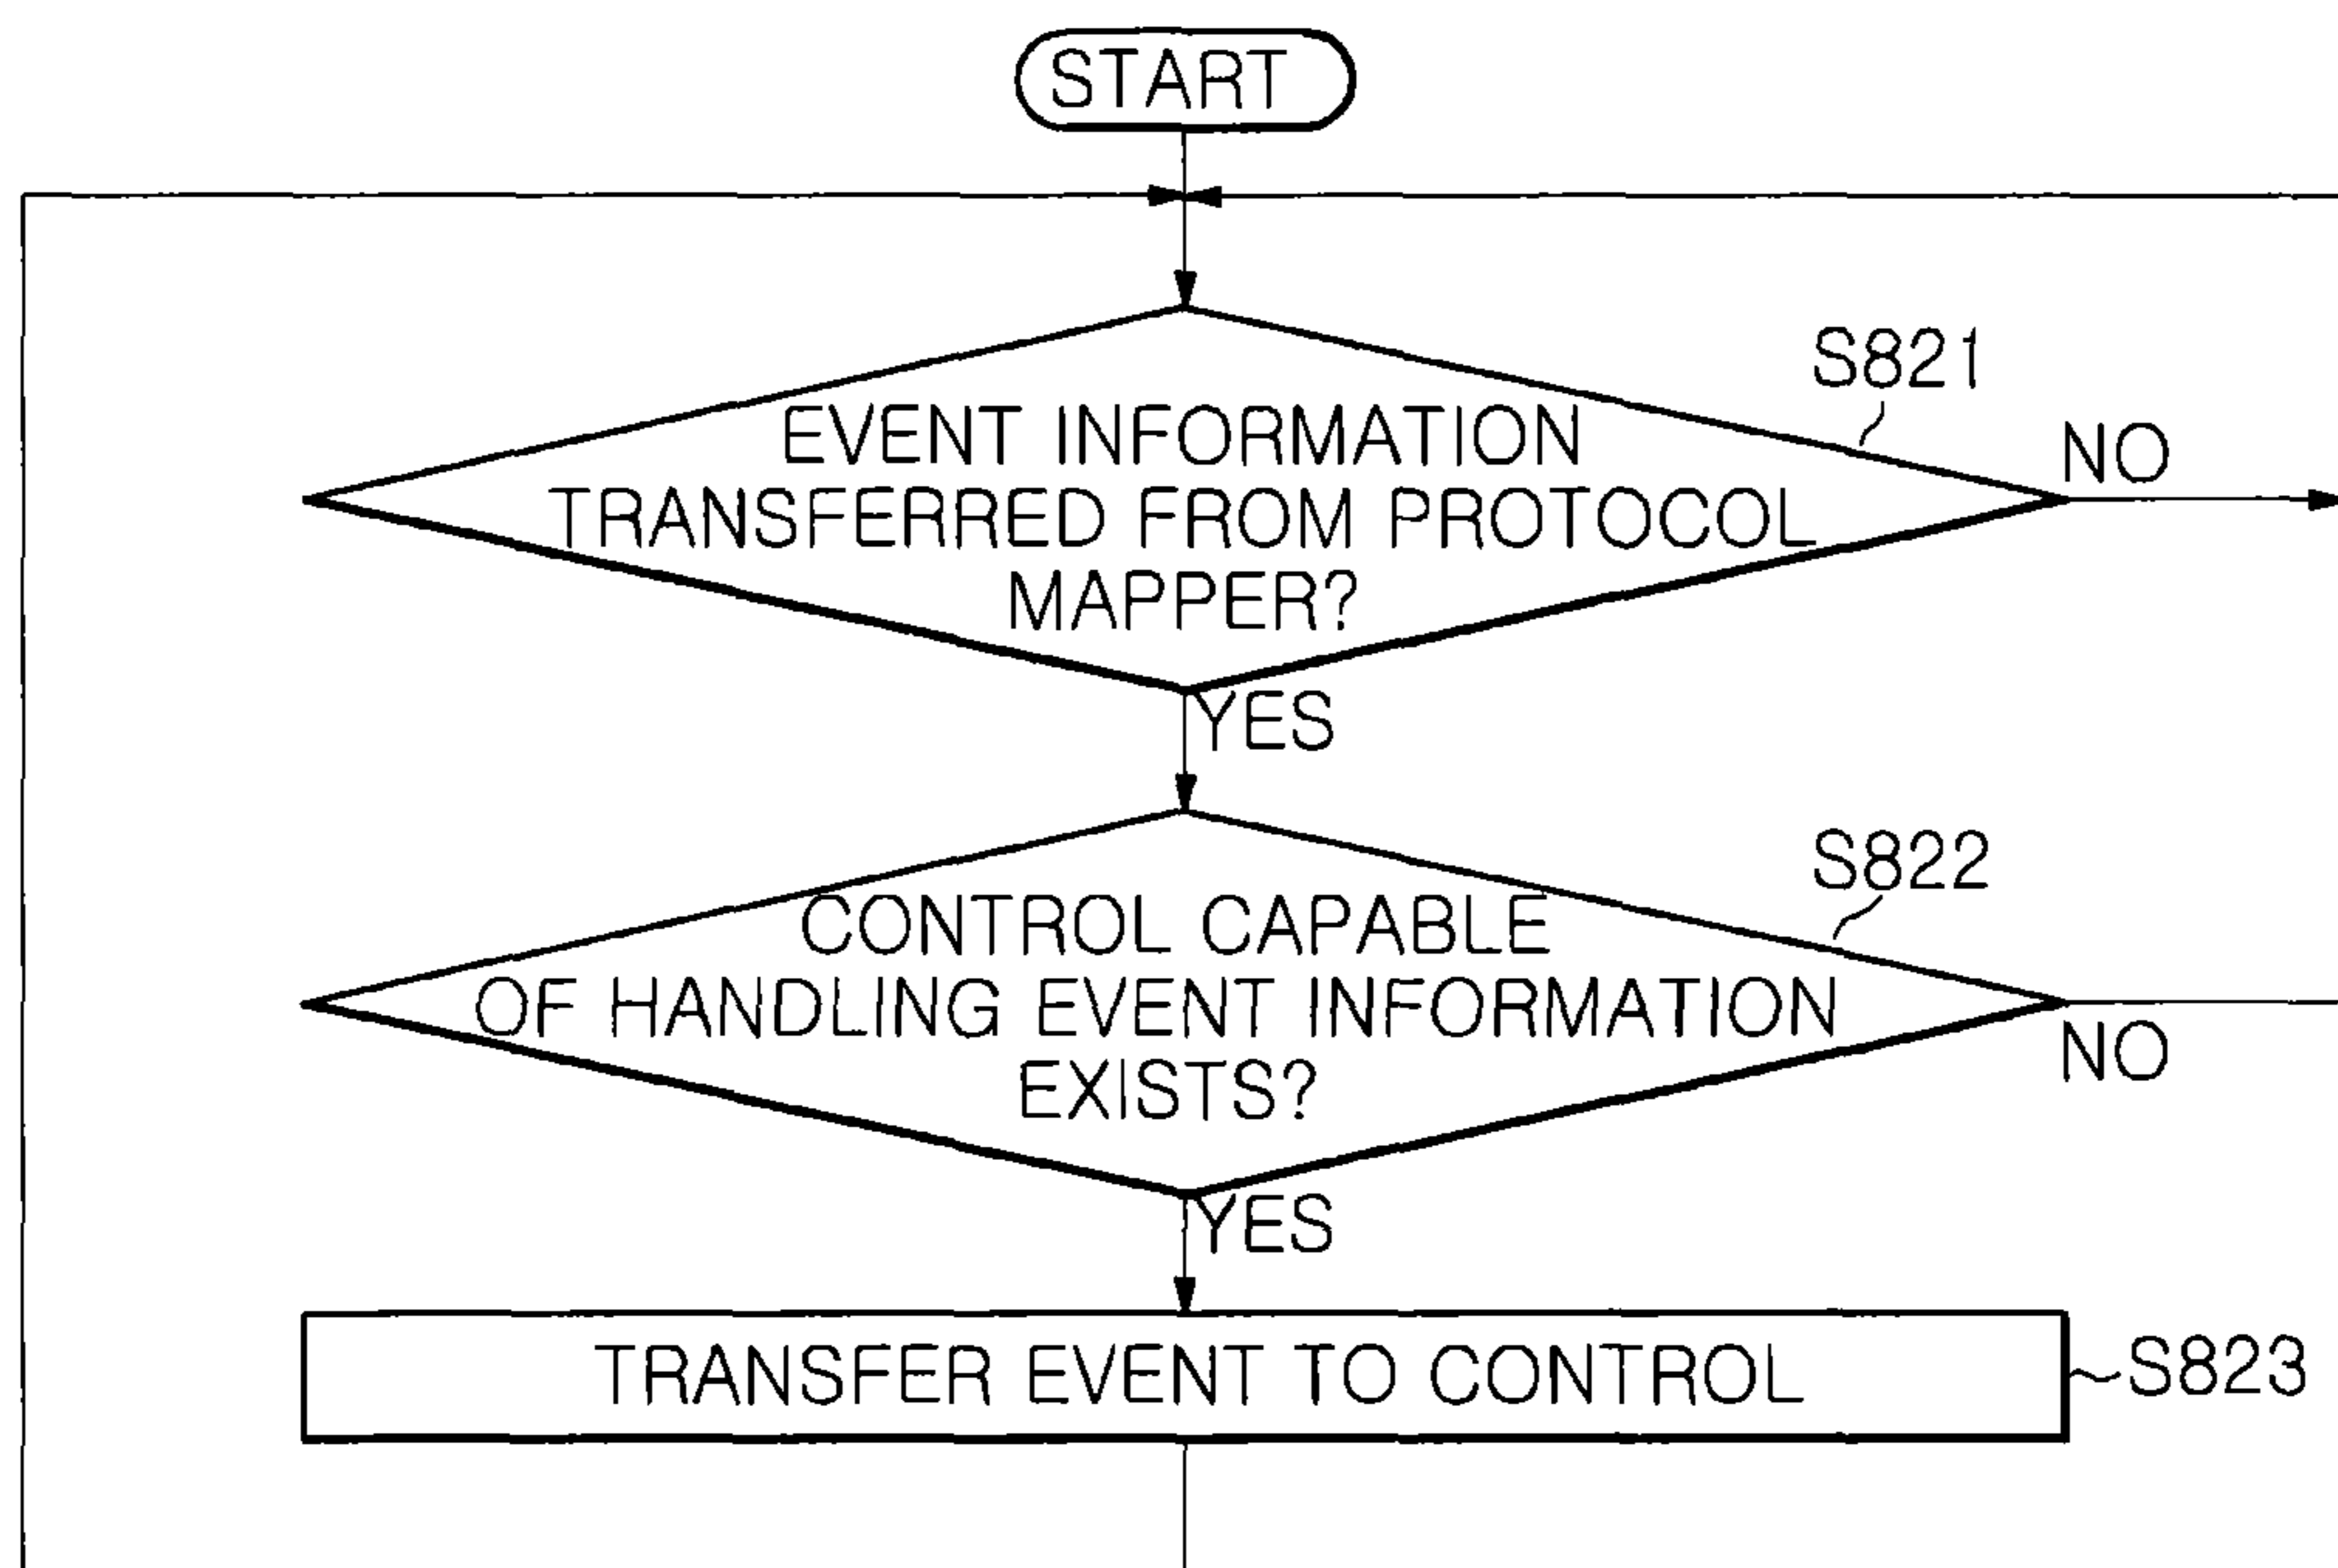 START
S821
EVENT INFORMATION
TRANSFERRED FROM PROTOCOL
MAPPER?
NO
YES
S822
CONTROL CAPABLE
OF HANDLING EVENT INFORMATION
EXISTS?
NO
YES
TRANSFER EVENT TO CONTROL
S823